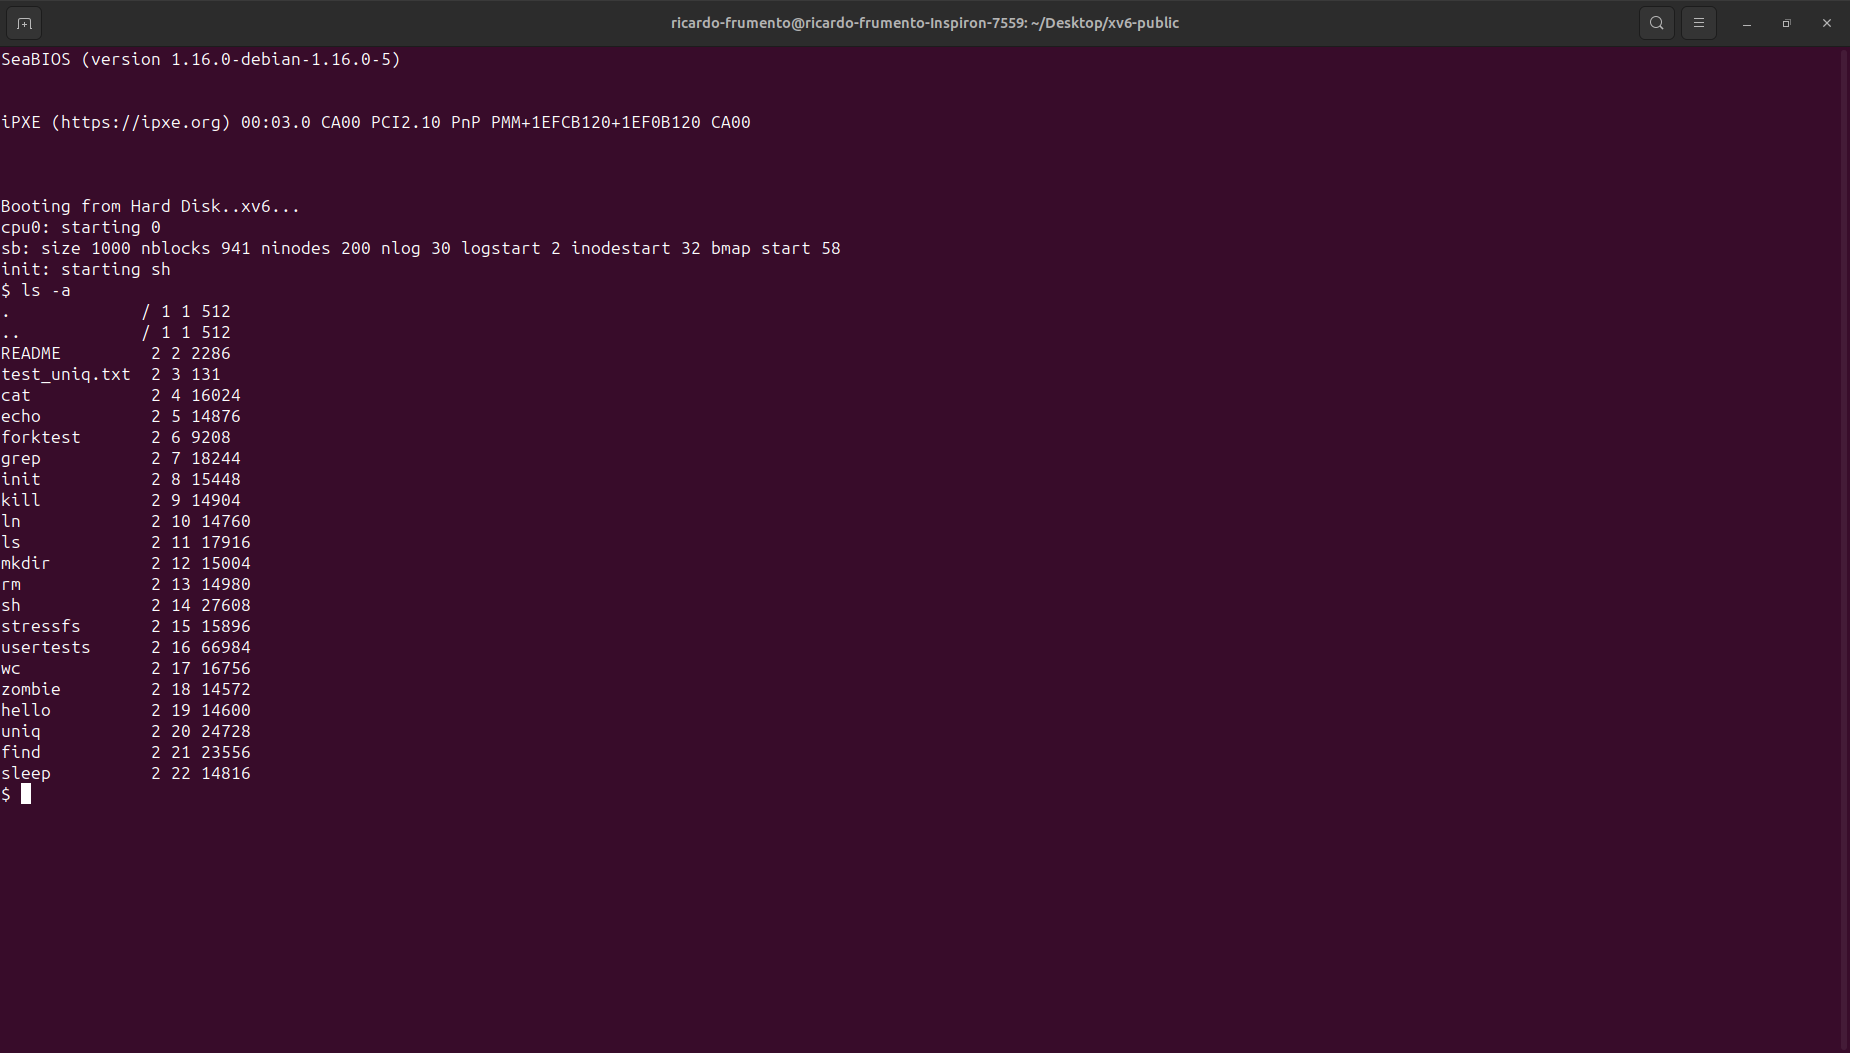 ricardo-frumento@ricardo-frumento-Inspiron-7559: ~/Desktop/xv6-public
SeaBIOS (version 1.16.0-debian-1.16.0-5)
iPXE (https://ipxe.org) 00:03.0 CA00 PCI2.10 PnP PMM+1EFCB120+1EF0B120 CA00
Booting from Hard Disk..xv6...
cpu0: starting 0
sb: size 1000 nblocks 941 ninodes 200 nlog 30 logstart 2 inodestart 32 bmap start 58
init: starting sh
$ ls -a
.             / 1 1 512
..            / 1 1 512
README         2 2 2286
test_uniq.txt  2 3 131
cat            2 4 16024
echo           2 5 14876
forktest       2 6 9208
grep           2 7 18244
init           2 8 15448
kill           2 9 14904
ln             2 10 14760
ls             2 11 17916
mkdir          2 12 15004
rm             2 13 14980
sh             2 14 27608
stressfs       2 15 15896
usertests      2 16 66984
wc             2 17 16756
zombie         2 18 14572
hello          2 19 14600
uniq           2 20 24728
find           2 21 23556
sleep          2 22 14816
$